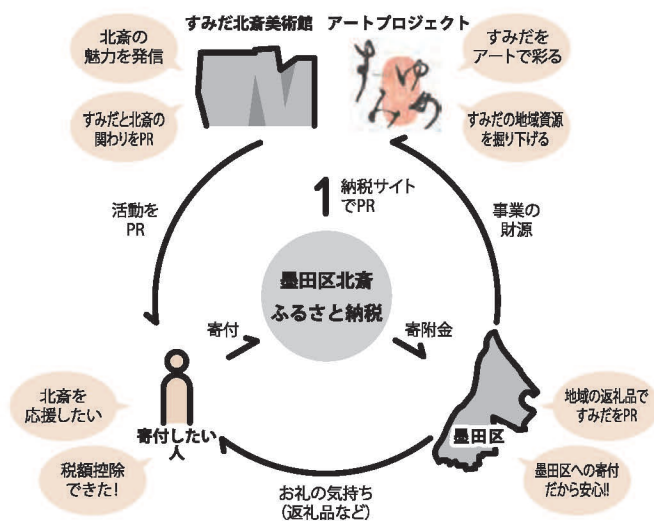 すみだ北斎美術館
アートプロジェクト
北斎の
魅力を発信
すみだと北斎の
関わりをPR
すみゆめ
すみだを
アートで彩る
すみだの地域資源
を掘り下げる
活動を
PR
納税サイト
でPR
事業の
財源
墨田区北斎
ふるさと納税
寄付
寄附金
北斎を
応援したい
税額控除
できた!
寄付したい
人
墨田区
地域の返礼品で
すみだをPR
墨田区への寄付
だから安心!!
お礼の気持ち
(返礼品など)